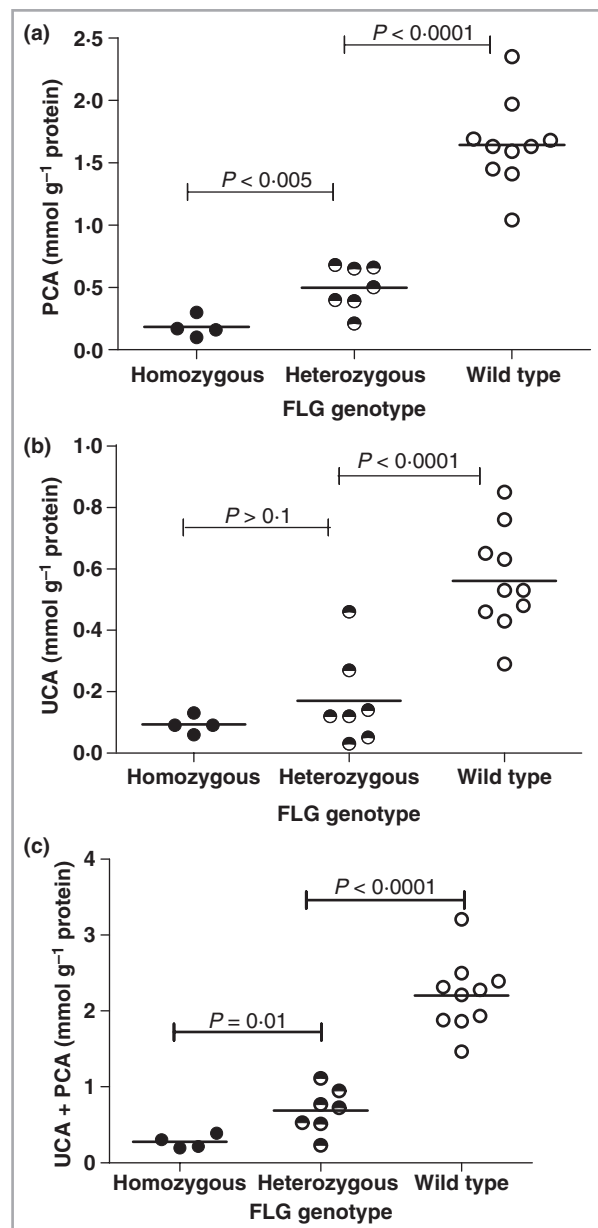 (a)
PCA (mmol g–1 protein)
2·5
2·0
1·5
1·0
0·5
0·0
P < 0·0001
P < 0·005
Homozygous Heterozygous Wild type
FLG genotype
(b)
UCA (mmol g–1 protein)
1·0
0·8
0·6
0·4
0·2
0·0
P < 0·0001
P > 0·1
Homozygous Heterozygous Wild type
FLG genotype
(c)
UCA + PCA (mmol g–1 protein)
4
3
2
1
0
P < 0·0001
P = 0·01
Homozygous Heterozygous Wild type
FLG genotype